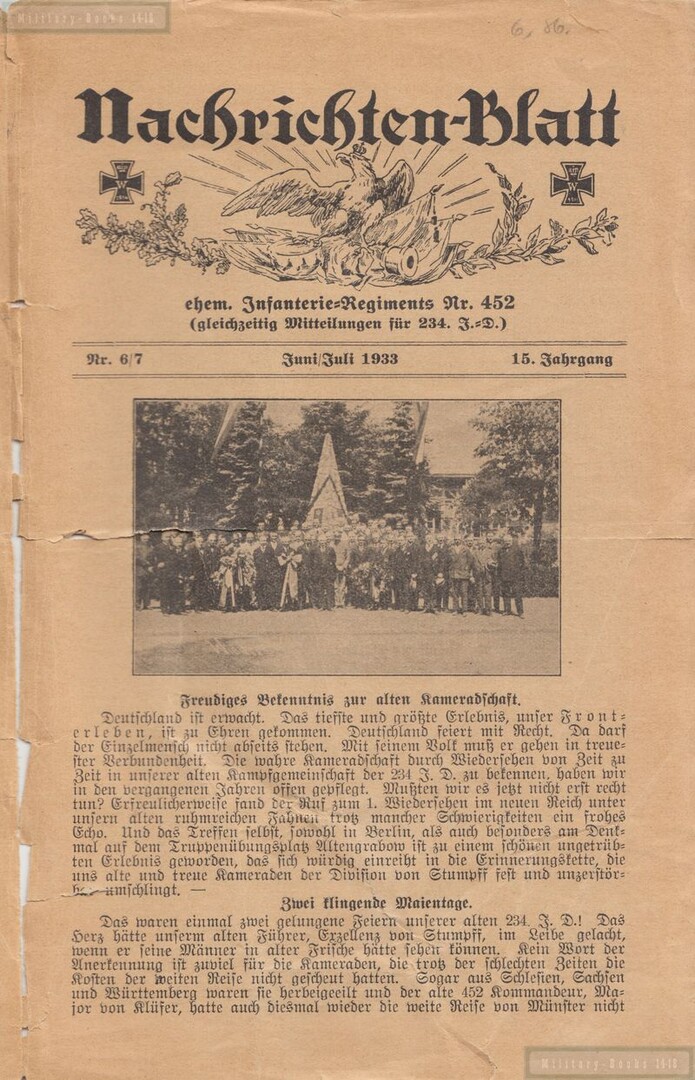 Military-Books 14-18
6, 86.
Nachrichten-Blatt
W
W
ehem. Infanterie-Regiments Nr. 452
(gleichzeitig Mitteilungen für 234. J.-D.)
Nr. 6/7 Juni/Juli 1933 15. Jahrgang
Freudiges Bekenntnis zur alten Kameradschaft.
Deutschland ist erwacht. Das tiefste und größte Erlebnis, unser Front-
erleben, ist zu Ehren gekommen. Deutschland feiert mit Recht. Da darf
der Einzelmensch nicht abseits stehen. Mit seinem Volk muß er gehen in treue-
ster Verbundenheit. Die wahre Kameradschaft durch Wiedersehen von Zeit zu
Zeit in unserer alten Kampfgemeinschaft der 234 J. D. zu bekennen, haben wir
in den vergangenen Jahren offen gepflegt. Mußten wir es jetzt nicht erst recht
tun? Erfreulicherweise fand der Ruf zum 1. Wiedersehen im neuen Reich unter
unsern alten ruhmreichen Fahnen trotz mancher Schwierigkeiten ein frohes
Echo. Und das Treffen selbst, sowohl in Berlin, als auch besonders am Denk-
mal auf dem Truppenübungsplatz Altengrabow ist zu einem schönen ungetrüb-
ten Erlebnis geworden, das sich würdig einreiht in die Erinnerungskette, die
uns alte und treue Kameraden der Division von Stumpff fest und unzerstör-
umschlingt. —
Zwei klingende Maientage.
Das waren einmal zwei gelungene Feiern unserer alten 234. J. D.! Das
Herz hätte unserm alten Führer, Exzellenz von Stumpff, im Leibe gelacht,
wenn er seine Männer in alter Frische hätte sehen können. Kein Wort der
Anerkennung ist zuviel für die Kameraden, die trotz der schlechten Zeiten die
Kosten der weiten Reise nicht gescheut hatten. Sogar aus Schlesien, Sachsen
und Württemberg waren sie herbeigeeilt und der alte 452 Kommandeur, Ma-
jor von Klüfer, hatte auch diesmal wieder die weite Reise von Münster nicht
Military-Books 14-18